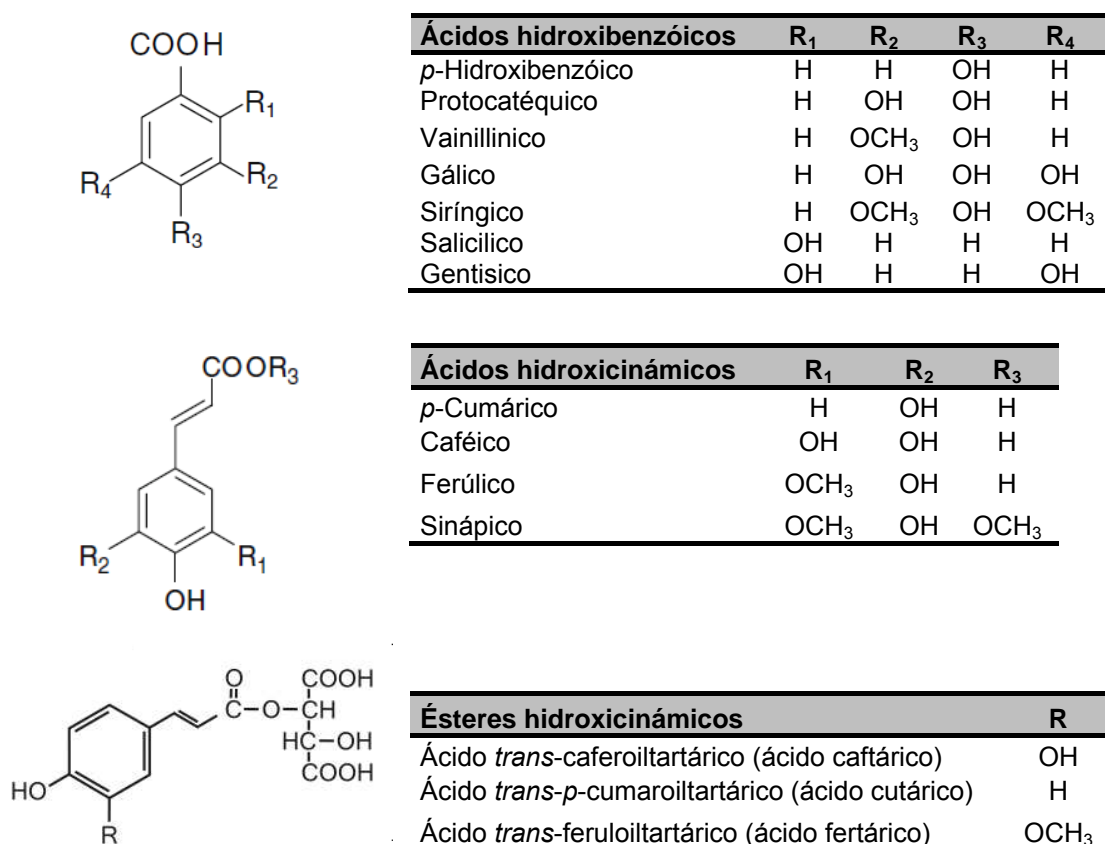 COOH
R1
R2
R3
R4
Ácidos hidroxibenzóicos R1 R2 R3 R4
p-Hidroxibenzóico H H OH H
Protocatéquico H OH OH H
Vainillinico H OCH3 OH H
Gálico H OH OH OH
Siríngico H OCH3 OH OCH3
Salicilico OH H H H
Gentisico OH H H OH
COOR3
R2
R1
OH
Ácidos hidroxicinámicos R1 R2 R3
p-Cumárico H OH H
Caféico OH OH H
Ferúlico OCH3 OH H
Sinápico OCH3 OH OCH3
O COOH
C–O–CH
HC–OH
COOH
HO
R
Ésteres hidroxicinámicos R
Ácido trans-caferoiltartárico (ácido caftárico) OH
Ácido trans-p-cumaroiltartárico (ácido cutárico) H
Ácido trans-feruloiltartárico (ácido fertárico) OCH3